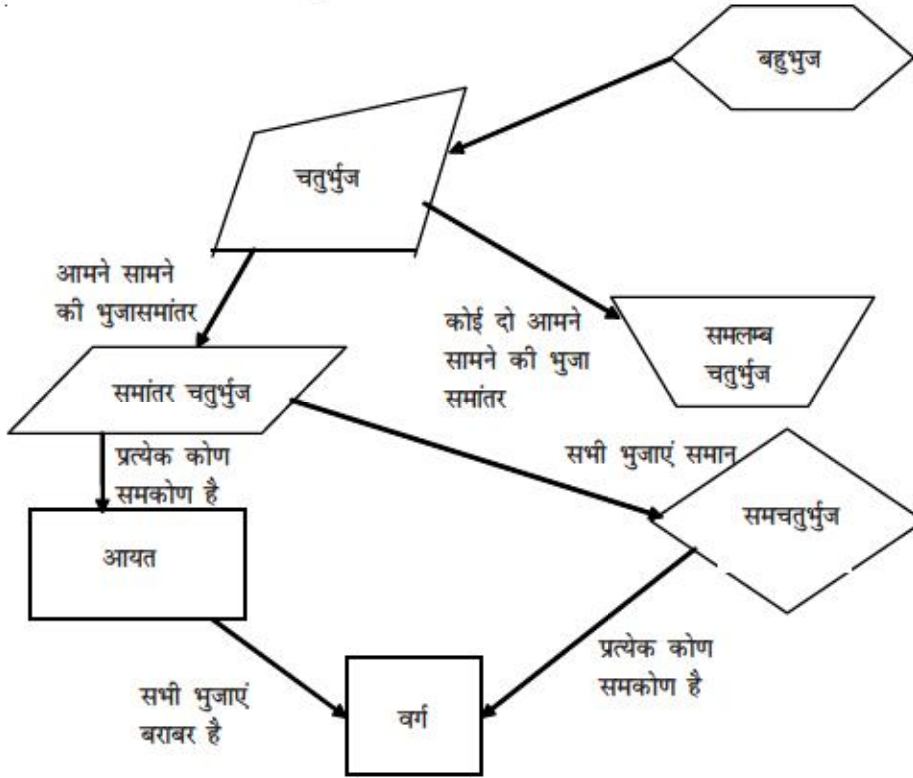 बहुभुज
चतुर्भुज
आमने सामने
की भुजासमांतर
कोई दो आमने
सामने की भुजा
समांतर
समलम्ब
चतुर्भुज
समांतर चतुर्भुज
प्रत्येक कोण
समकोण है
सभी भुजाएं समान
समचतुर्भुज
आयत
प्रत्येक कोण
समकोण है
सभी भुजाएं
बराबर है
वर्ग